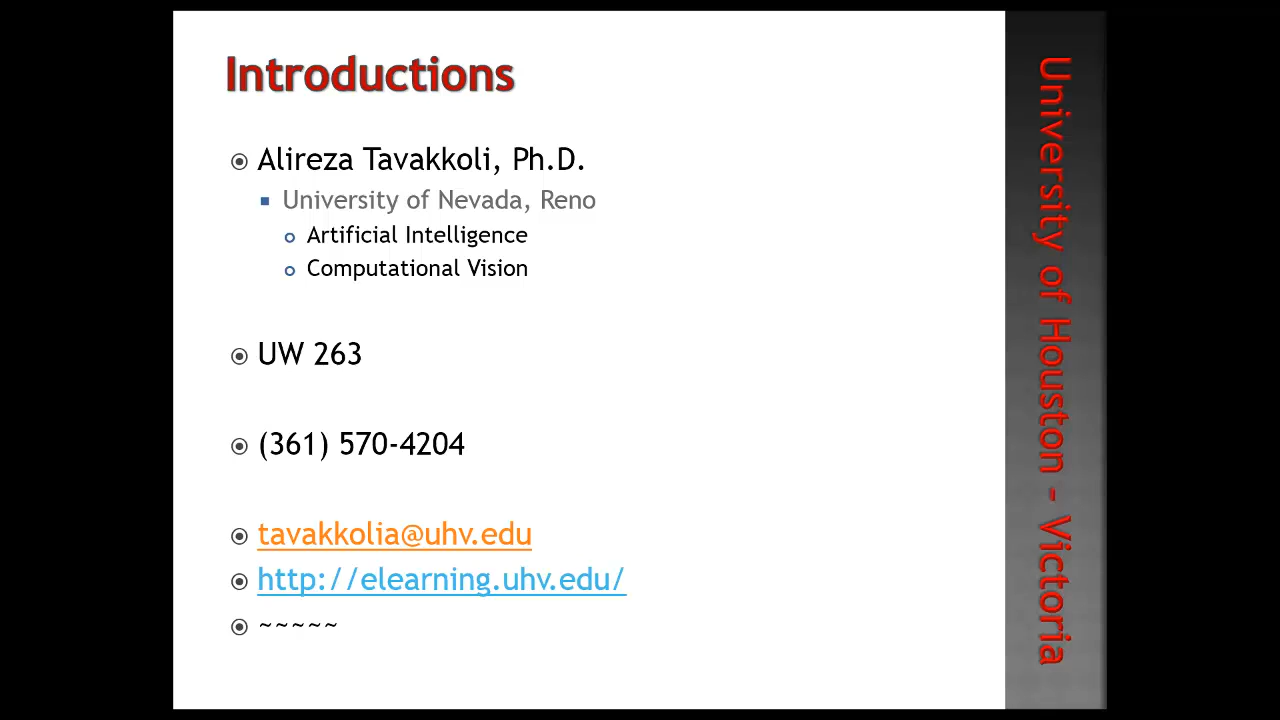 Introductions
Alireza Tavakkoli, Ph.D.
University of Nevada, Reno
Artificial Intelligence
Computational Vision
UW 263
(361) 570-4204
tavakkolia@uhv.edu
http://elearning.uhv.edu/
~~~~~
University of Houston - Victoria